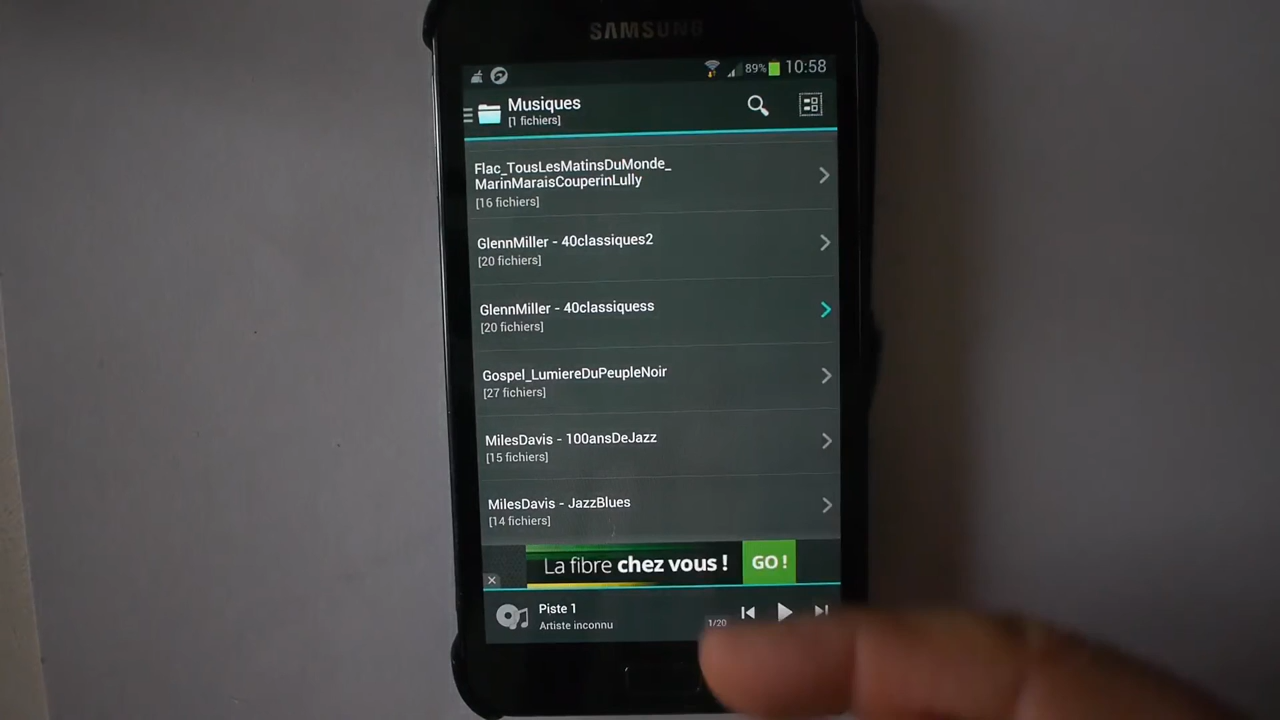 SAMSUNG
89% 10:58
Musiques
[1 fichiers]
Flac_TousLesMatinsDuMonde_
MarinMaraisCouperinLully
[16 fichiers]
GlennMiller - 40classiques2
[20 fichiers]
GlennMiller - 40classiquess
[20 fichiers]
Gospel_LumiereDuPeupleNoir
[27 fichiers]
MilesDavis - 100ansDeJazz
[15 fichiers]
MilesDavis - JazzBlues
[14 fichiers]
La fibre chez vous ! GO !
Piste 1
Artiste inconnu
1/20